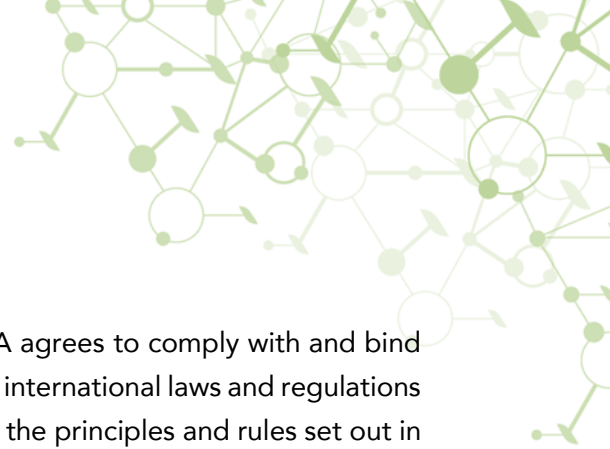 A agrees to comply with and bind
international laws and regulations
the principles and rules set out in